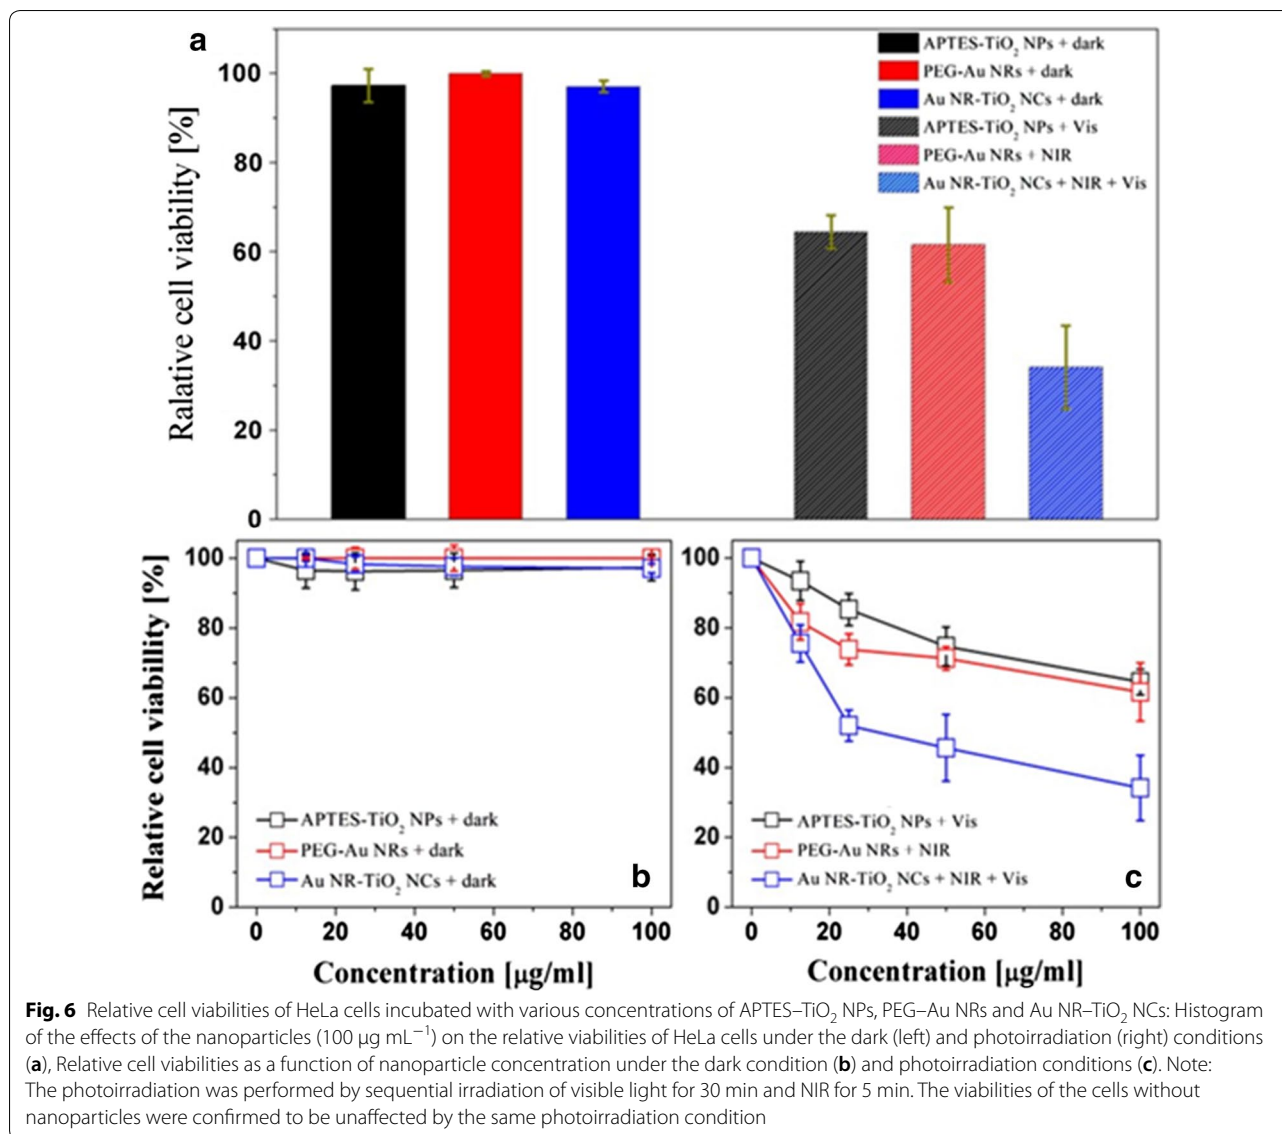 a
Ralative cell viability [%]
100
80
60
40
20
0
APTES-TiO₂ NPs + dark
PEG-Au NRs + dark
Au NR-TiO₂ NCs + dark
APTES-TiO₂ NPs + Vis
PEG-Au NRs + NIR
Au NR-TiO₂ NCs + NIR + Vis
Relative cell viabillity [%]
100
80
60
40
20
0
APTES-TiO₂ NPs + dark
PEG-Au NRs + dark
Au NR-TiO₂ NCs + dark
b
0 20 40 60 80 100
Concentration [μg/ml]
100
80
60
40
20
0
APTES-TiO₂ NPs + Vis
PEG-Au NRs + NIR
Au NR-TiO₂ NCs + NIR + Vis
c
0 20 40 60 80 100
Concentration [μg/ml]
Fig. 6 Relative cell viabilities of HeLa cells incubated with various concentrations of APTES–TiO₂ NPs, PEG–Au NRs and Au NR–TiO₂ NCs: Histogram
of the effects of the nanoparticles (100 μg mL⁻¹) on the relative viabilities of HeLa cells under the dark (left) and photoirradiation (right) conditions
(a), Relative cell viabilities as a function of nanoparticle concentration under the dark condition (b) and photoirradiation conditions (c). Note:
The photoirradiation was performed by sequential irradiation of visible light for 30 min and NIR for 5 min. The viabilities of the cells without
nanoparticles were confirmed to be unaffected by the same photoirradiation condition